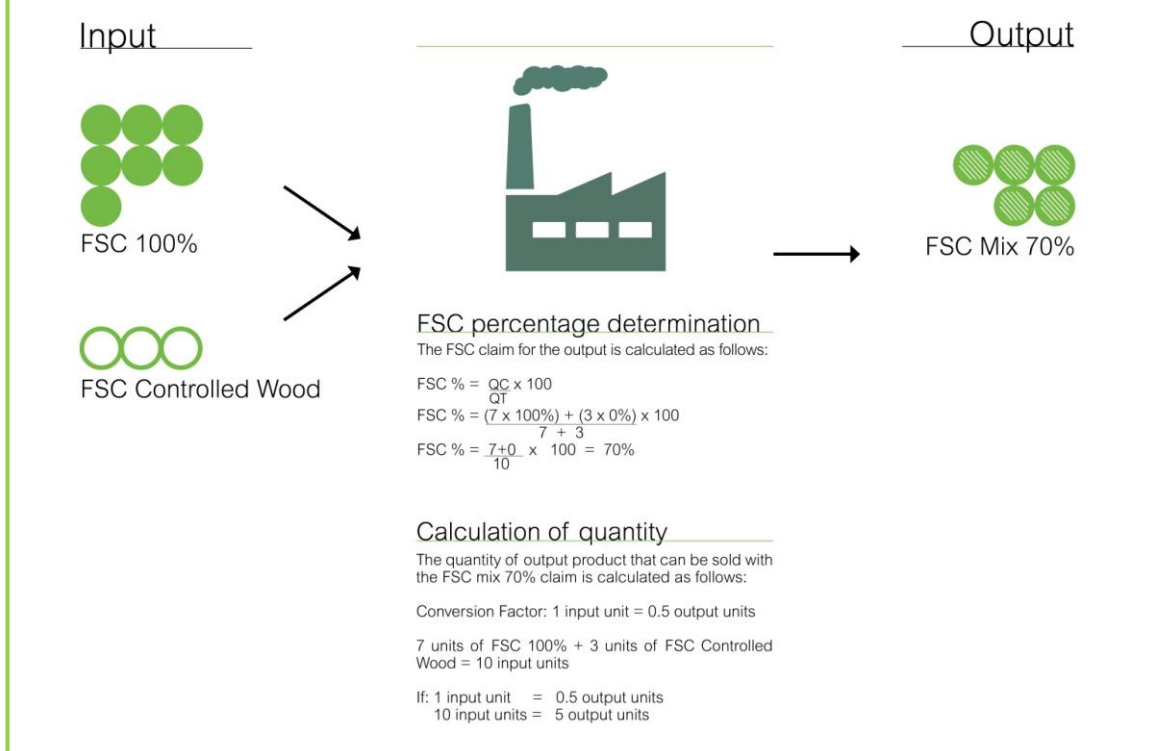 Input
Output
FSC 100%
FSC Controlled Wood
FSC Mix 70%
FSC percentage determination
The FSC claim for the output is calculated as follows:
FSC % = QC x 100
QT
FSC % = (7 x 100%) + (3 x 0%) x 100
7 + 3
FSC % = 7+0 x 100 = 70%
10
Calculation of quantity
The quantity of output product that can be sold with
the FSC mix 70% claim is calculated as follows:
Conversion Factor: 1 input unit = 0.5 output units
7 units of FSC 100% + 3 units of FSC Controlled
Wood = 10 input units
If: 1 input unit = 0.5 output units
10 input units = 5 output units